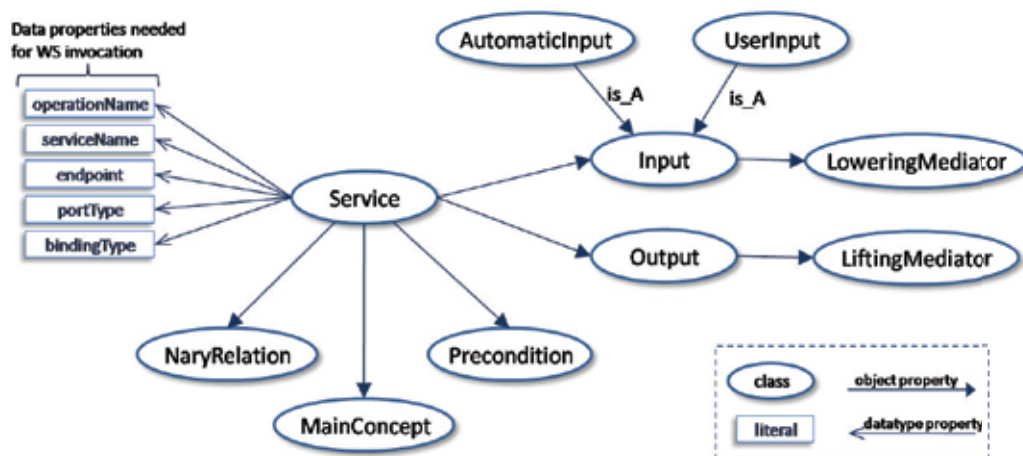 Data properties needed
for WS invocation
operationName
serviceName
endpoint
portType
bindingType
AutomaticInput
UserInput
is_A
is_A
Input
LoweringMediator
Service
Output
LiftingMediator
NaryRelation
Precondition
MainConcept
class
object property
literal
datatype property